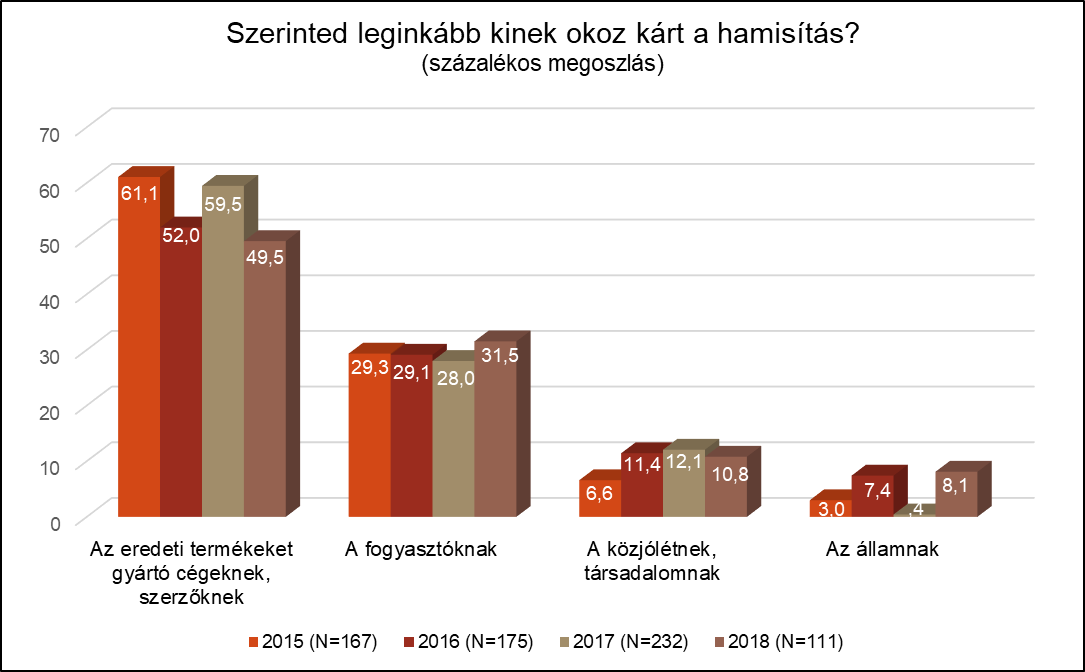 Szerinted leginkább kinek okoz kárt a hamisítás?
(százalékos megoszlás)
70
60
50
40
30
20
10
0
61,1
52,0
59,5
49,5
29,3
29,1
28,0
31,5
6,6
11,4
12,1
10,8
3,0
7,4
,4
8,1
Az eredeti termékeket
gyártó cégeknek,
szerzőknek
A fogyasztóknak
A közjólétnek,
társadalomnak
Az államnak
2015 (N=167) 2016 (N=175) 2017 (N=232) 2018 (N=111)